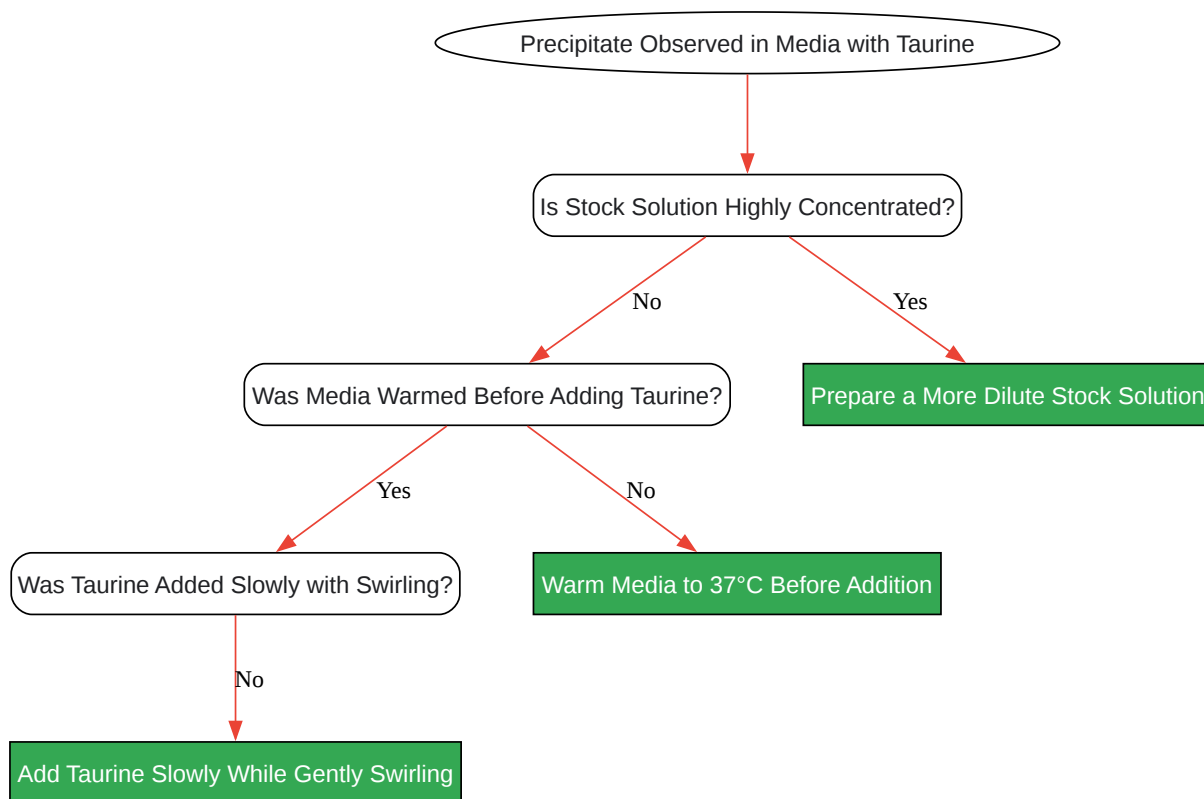 Precipitate Observed in Media with Taurine
Is Stock Solution Highly Concentrated?
No
Yes
Was Media Warmed Before Adding Taurine?
Prepare a More Dilute Stock Solution
Yes
No
Was Taurine Added Slowly with Swirling?
Warm Media to 37°C Before Addition
No
Add Taurine Slowly While Gently Swirling